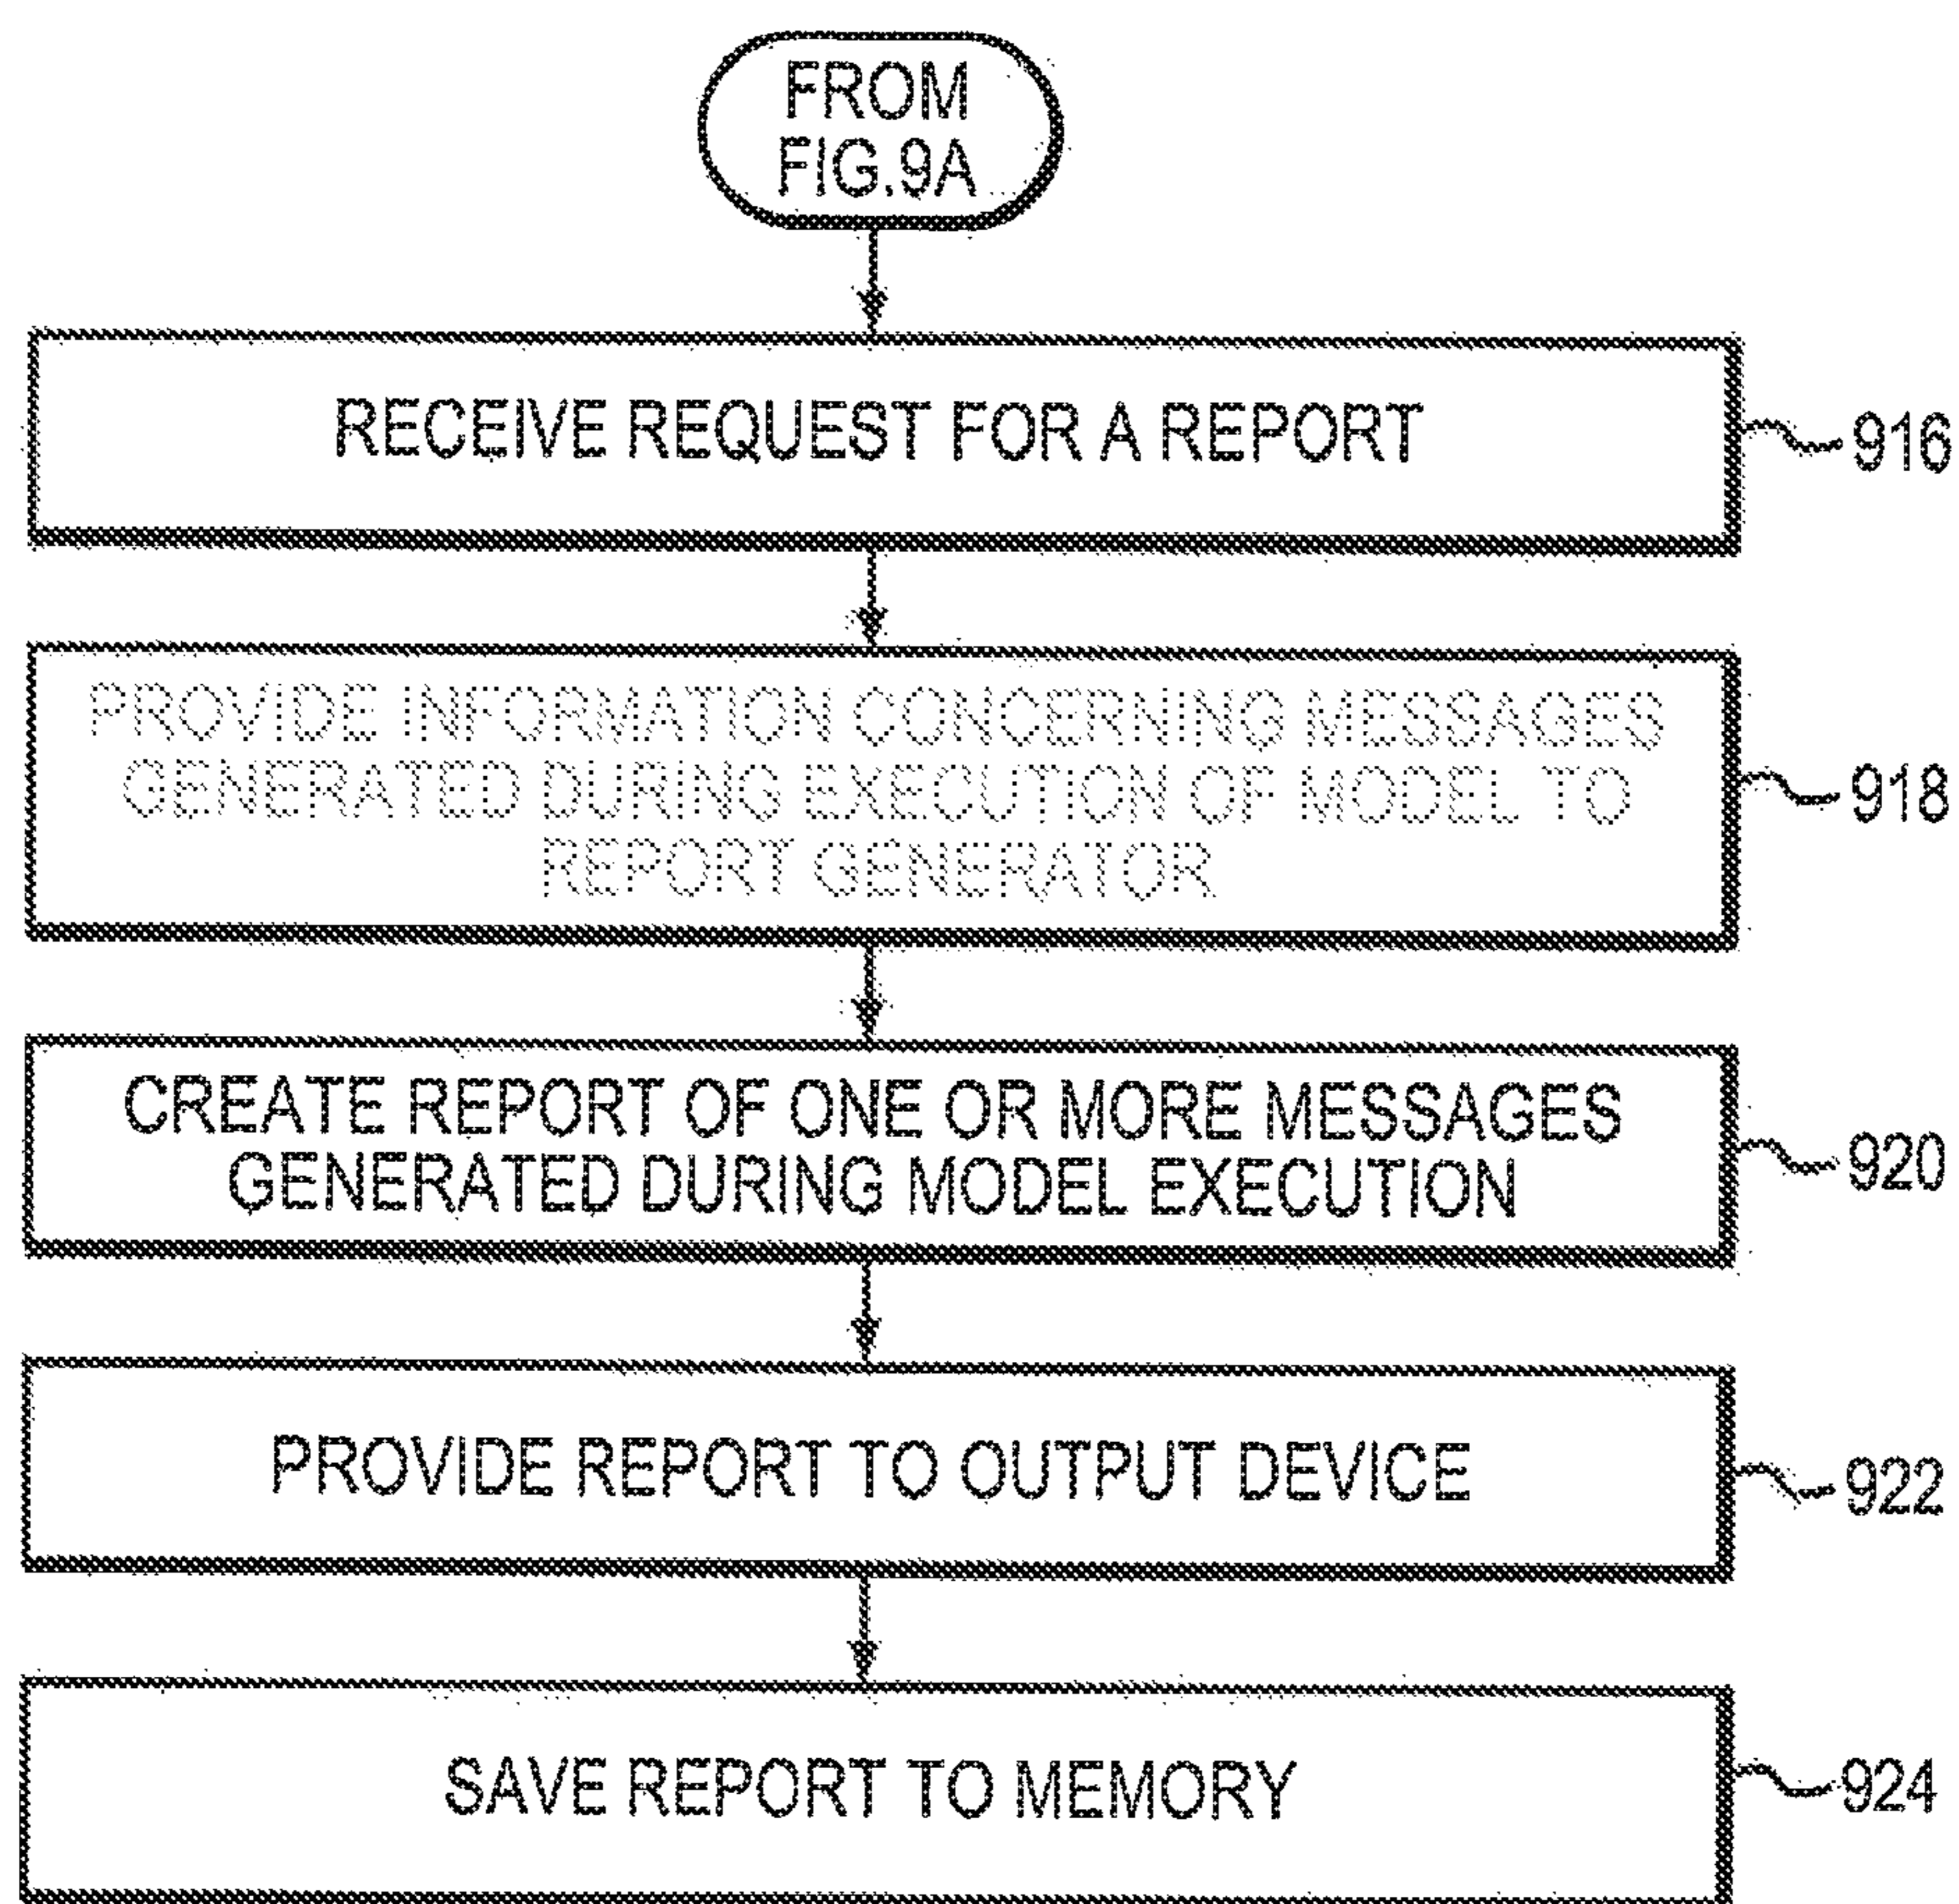 FROM
FIG.9A
RECEIVE REQUEST FOR A REPORT
916
PROVIDE INFORMATION CONCERNING MESSAGES
GENERATED DURING EXECUTION OF MODEL TO
REPORT GENERATOR
918
CREATE REPORT OF ONE OR MORE MESSAGES
GENERATED DURING MODEL EXECUTION
920
PROVIDE REPORT TO OUTPUT DEVICE
922
SAVE REPORT TO MEMORY
924